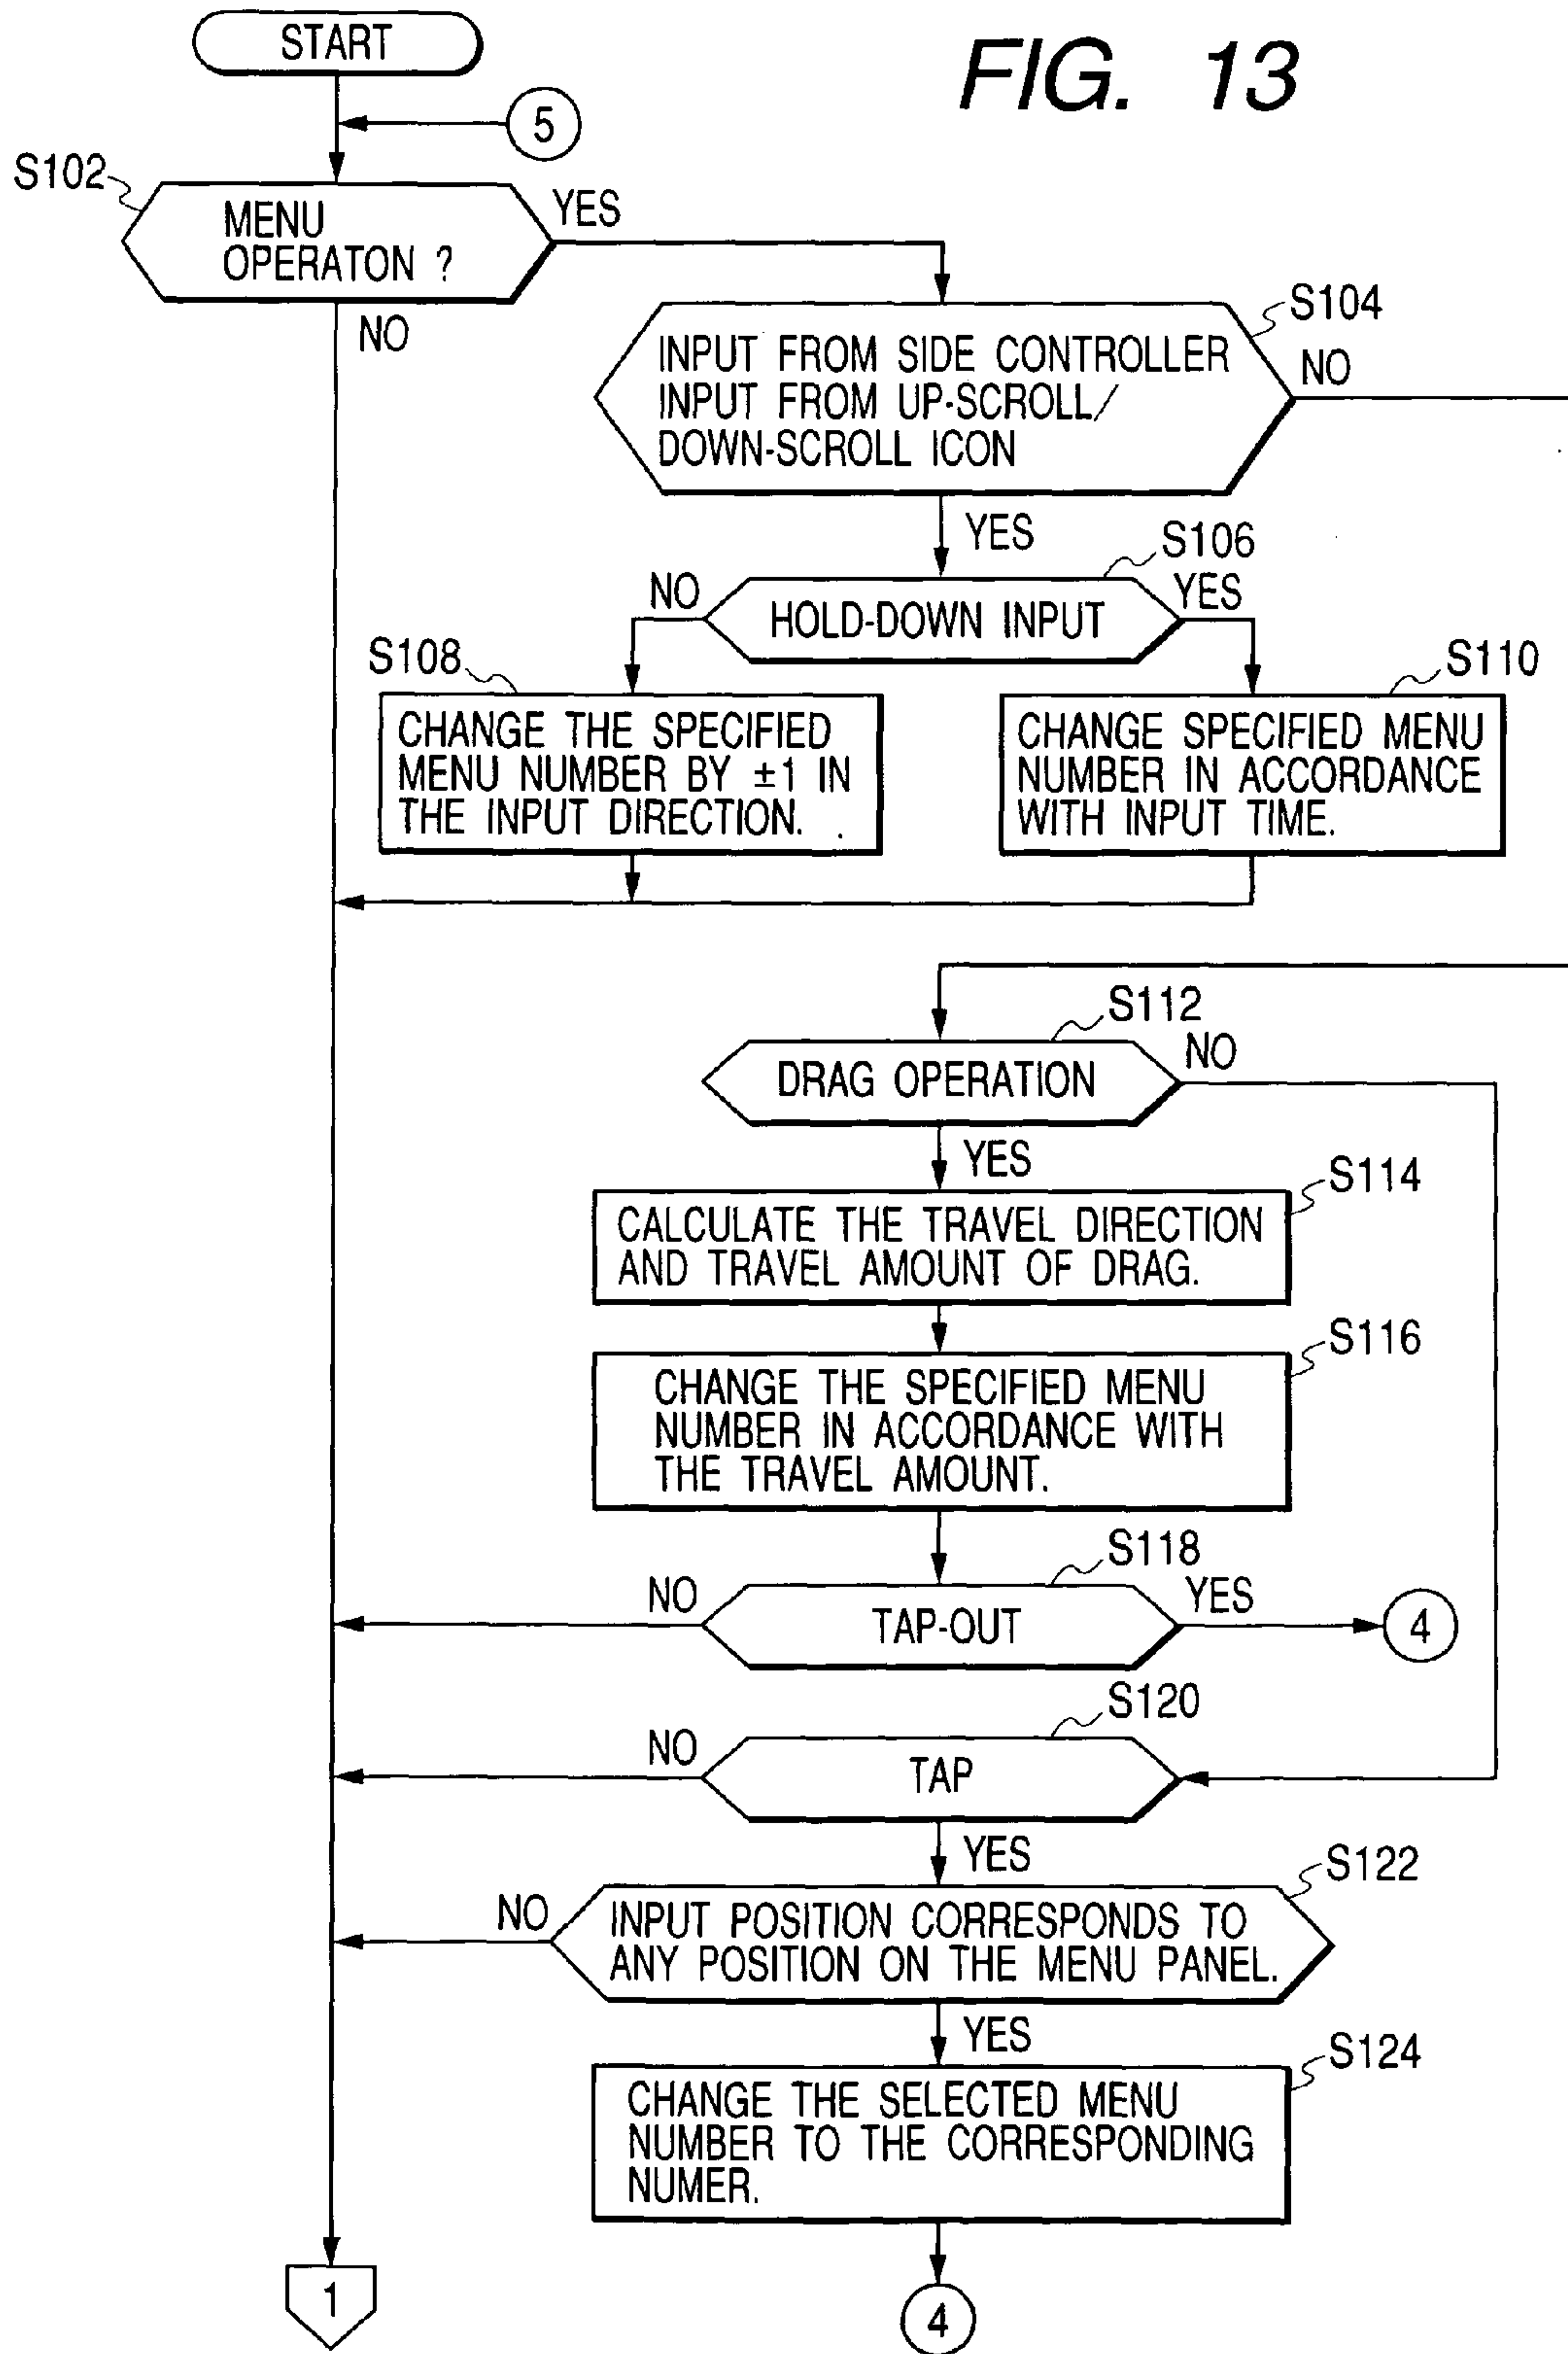 START
FIG. 13
5
S102
MENU
OPERATON ?
YES
NO
S104
INPUT FROM SIDE CONTROLLER
INPUT FROM UP-SCROLL/
DOWN-SCROLL ICON
NO
YES
S106
NO
HOLD-DOWN INPUT
YES
S108
CHANGE THE SPECIFIED
MENU NUMBER BY ±1 IN
THE INPUT DIRECTION.
S110
CHANGE SPECIFIED MENU
NUMBER IN ACCORDANCE
WITH INPUT TIME.
S112
DRAG OPERATION
NO
YES
S114
CALCULATE THE TRAVEL DIRECTION
AND TRAVEL AMOUNT OF DRAG.
S116
CHANGE THE SPECIFIED MENU
NUMBER IN ACCORDANCE WITH
THE TRAVEL AMOUNT.
S118
NO
TAP-OUT
YES
4
S120
NO
TAP
YES
S122
NO
INPUT POSITION CORRESPONDS TO
ANY POSITION ON THE MENU PANEL.
YES
S124
CHANGE THE SELECTED MENU
NUMBER TO THE CORRESPONDING
NUMER.
1
4